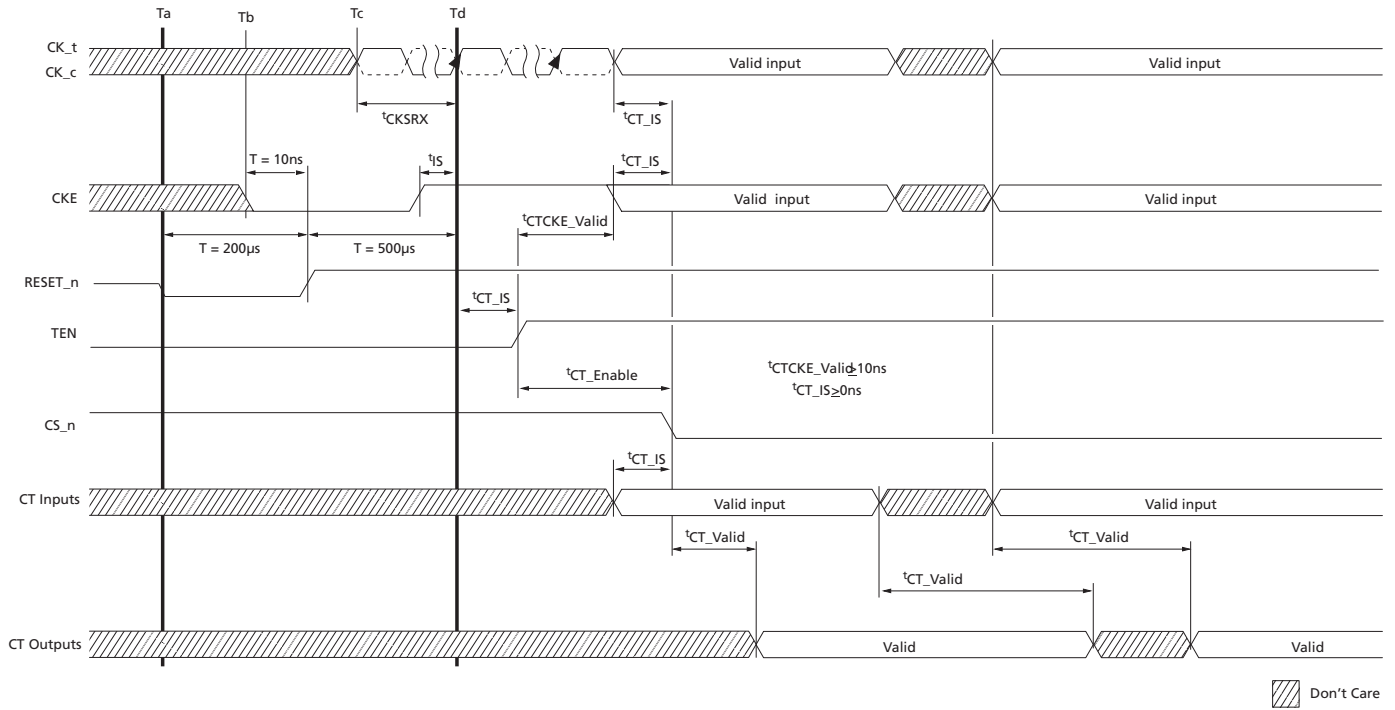 Ta
Tb
Tc
Td
CK_t
CK_c
Valid input
Valid input
tCKSRX
tCT_IS
T = 10ns
tIS
tCT_IS
CKE
Valid input
Valid input
tCTCKE_Valid
T = 200µs
T = 500µs
RESET_n
tCT_IS
TEN
tCT_Enable
tCTCKE_Valid≥10ns
tCT_IS≥0ns
CS_n
tCT_IS
CT Inputs
Valid input
Valid input
tCT_Valid
tCT_Valid
tCT_Valid
CT Outputs
Valid
Valid
Don't Care